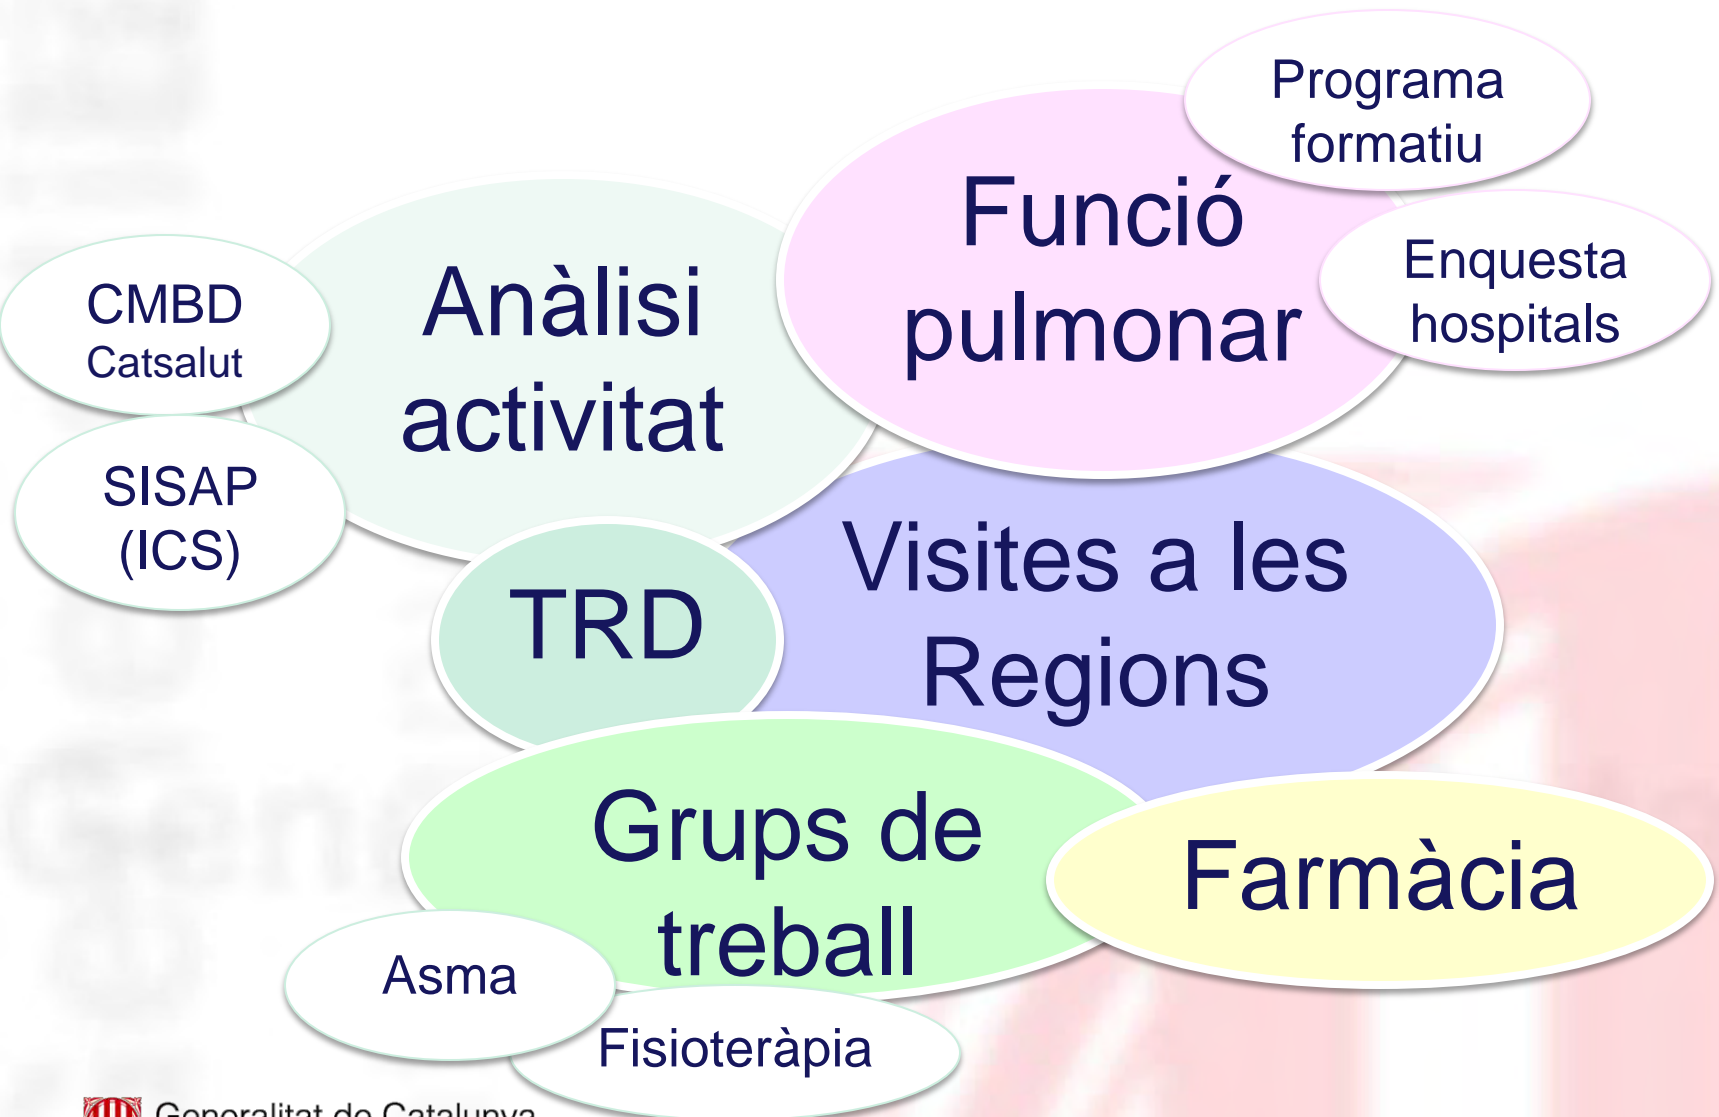 Programa
formatiu
Funció
pulmonar
Enquesta
hospitals
Anàlisi
activitat
CMBD
Catsalut
SISAP
(ICS)
Visites a les
Regions
TRD
Grups de
treball
Farmàcia
Asma
Fisioteràpia
Generalitat de Catalunya